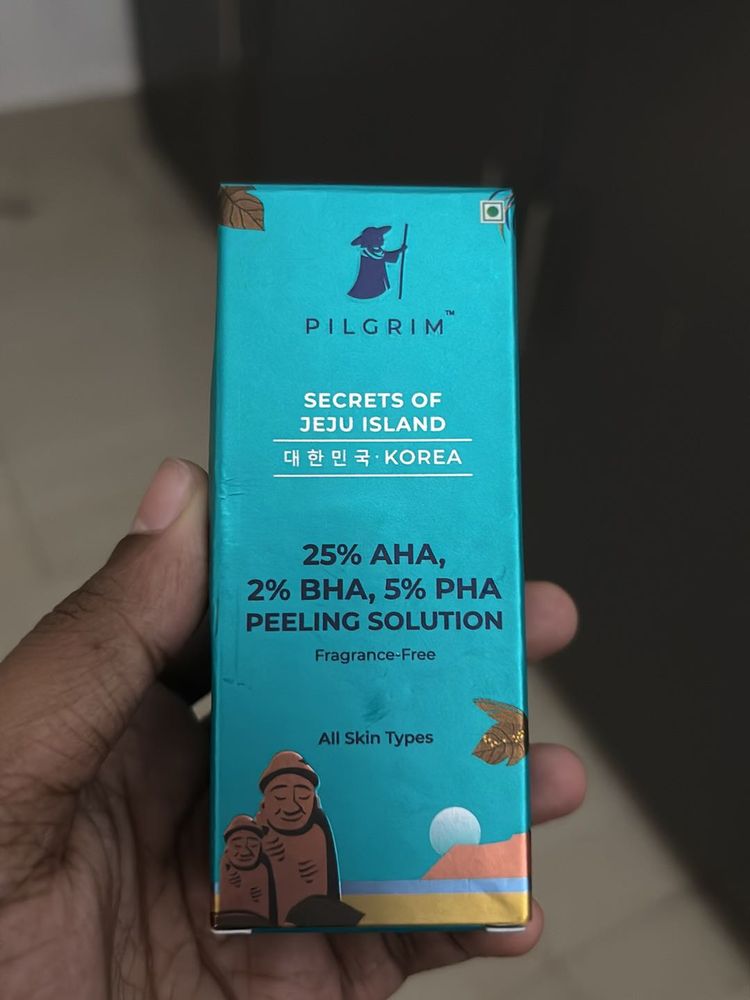 PILGRIM™
SECRETS OF
JEJU ISLAND
대한민국·KOREA
25% AHA,
2% BHA, 5% PHA
PEELING SOLUTION
Fragrance-Free
All Skin Types